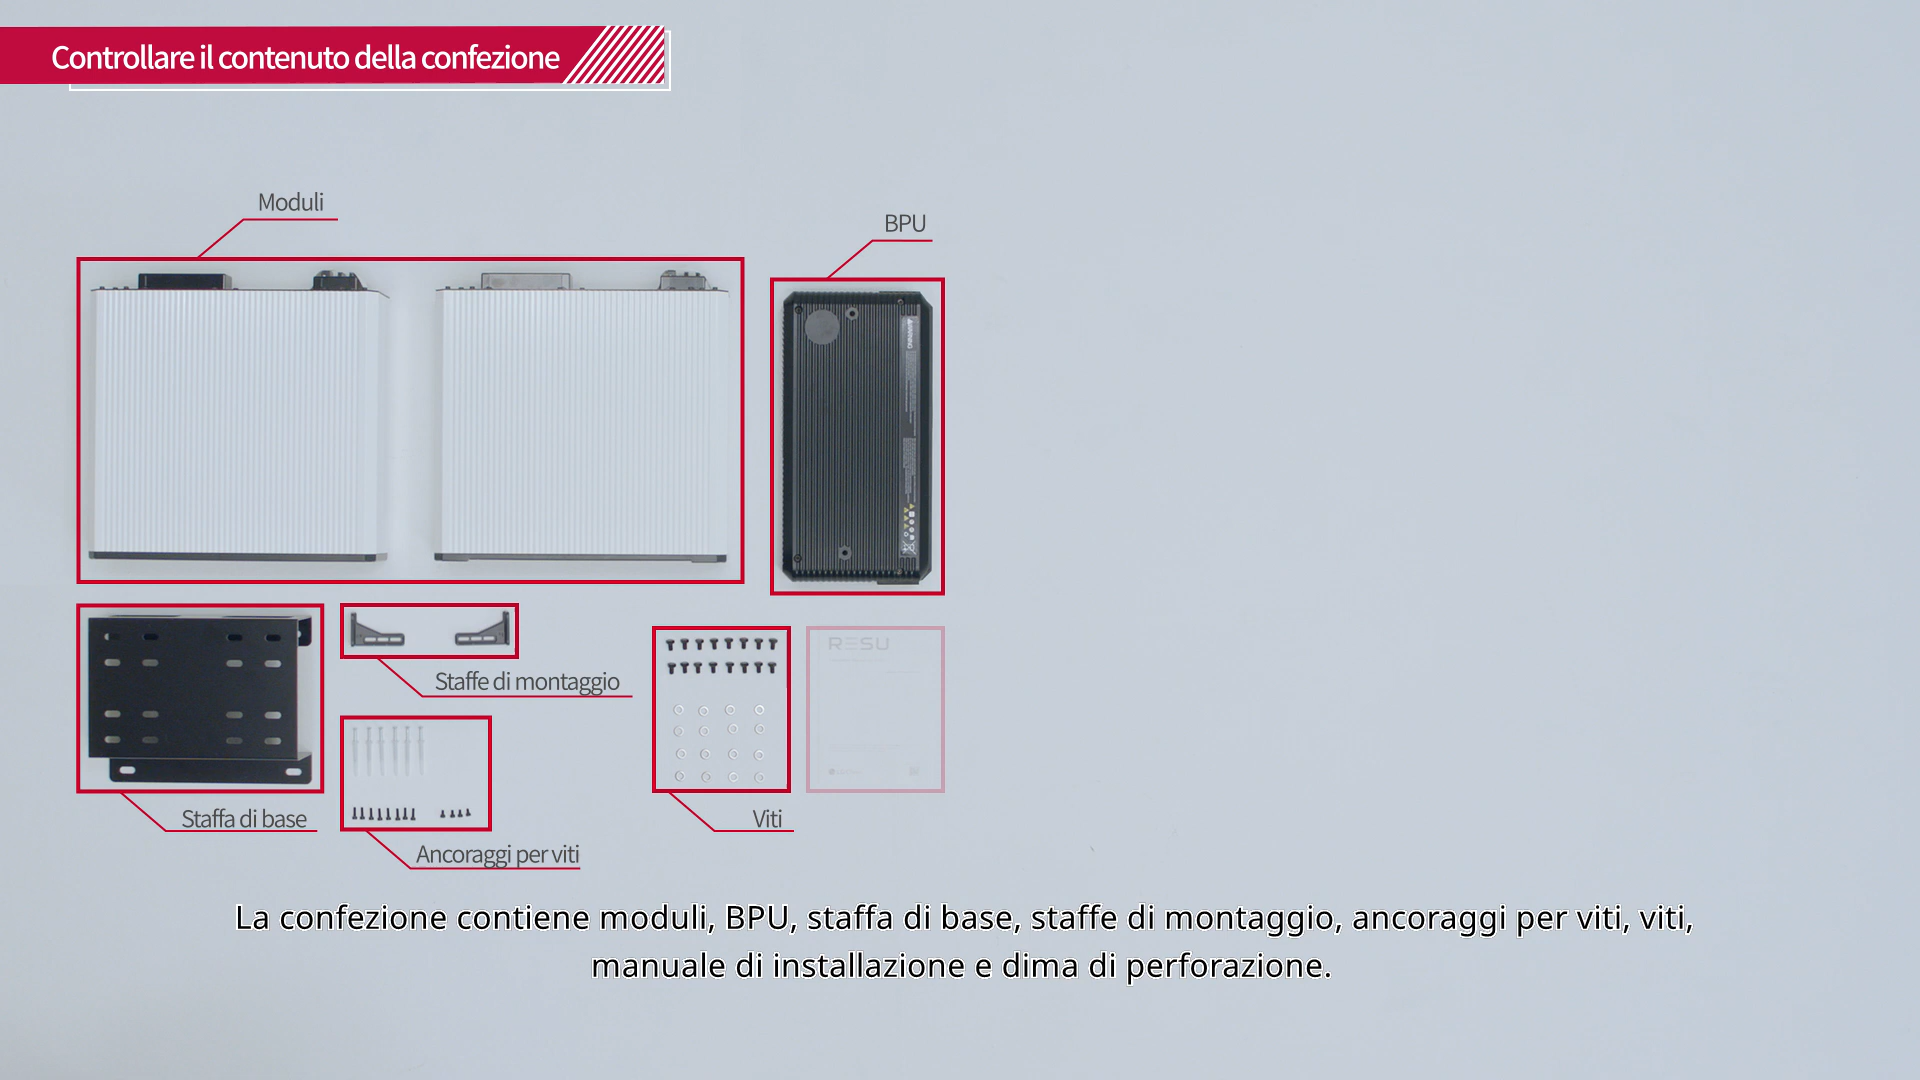 Controllare il contenuto della confezione
Moduli
BPU
WARNING
RESU
Staffe di montaggio
Staffa di base
Viti
Ancoraggi per viti
La confezione contiene moduli, BPU, staffa di base, staffe di montaggio, ancoraggi per viti, viti,
manuale di installazione e dima di perforazione.